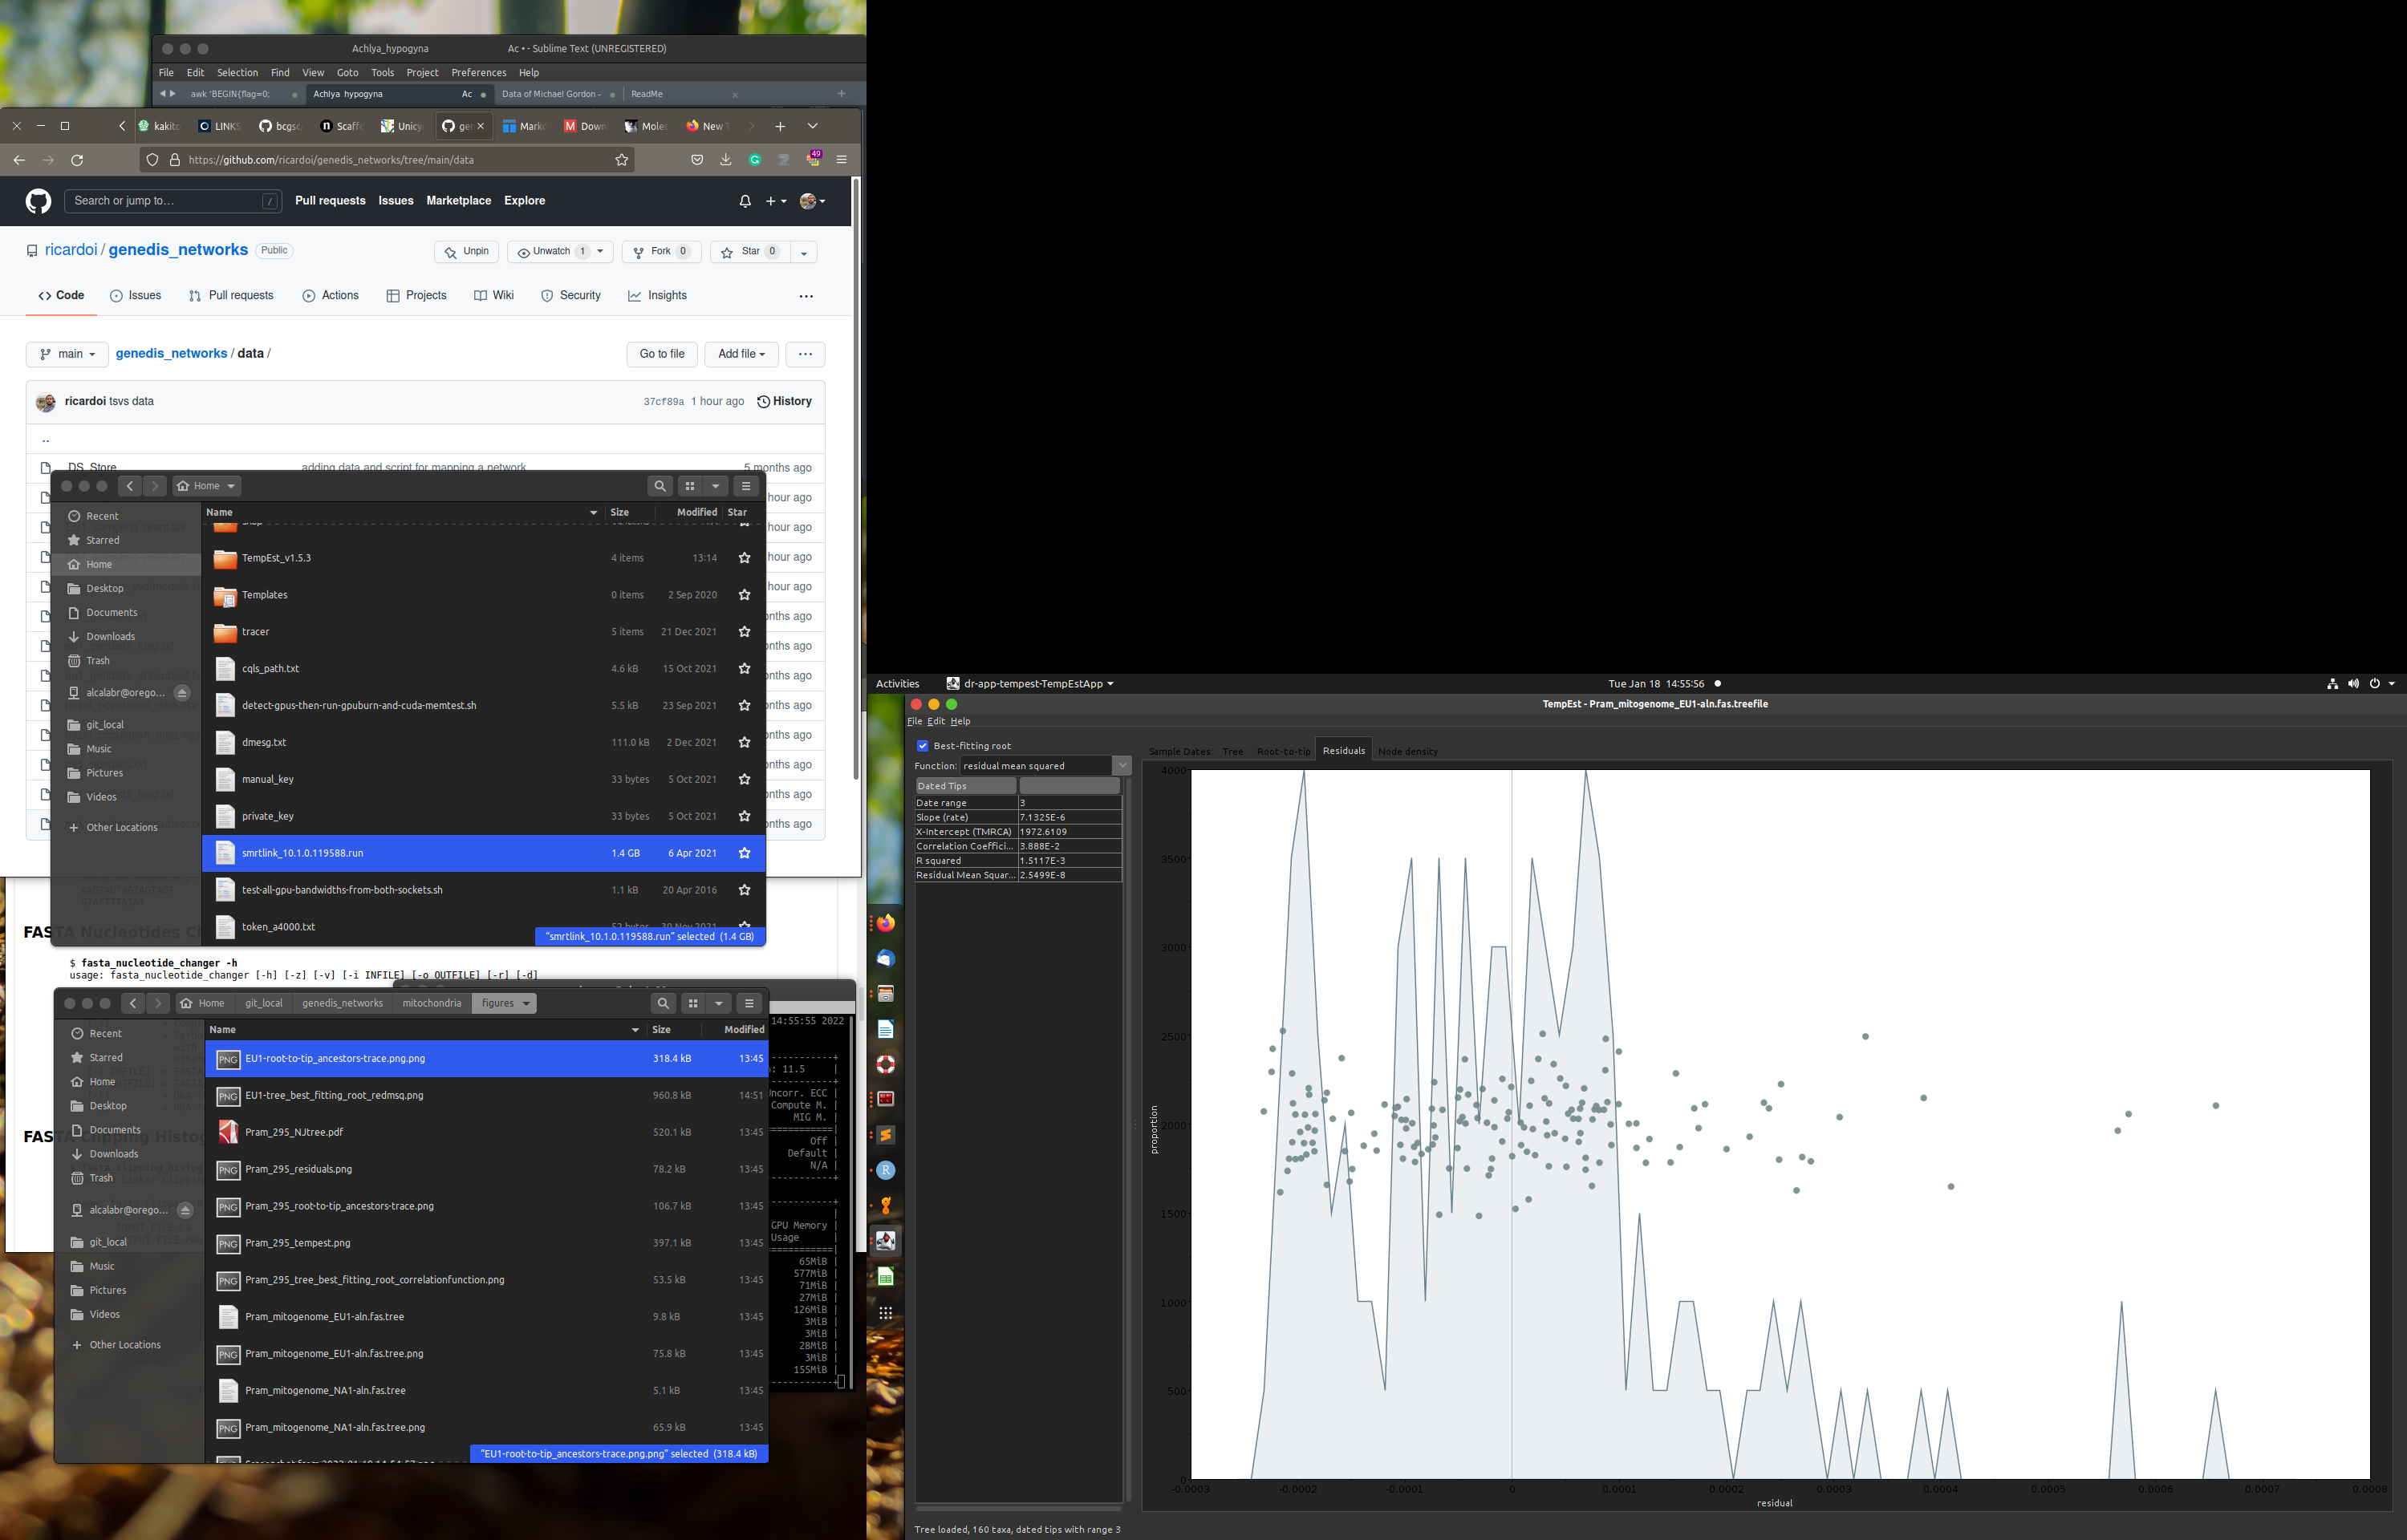 Achlya_hypogyna Ac • - Sublime Text (UNREGISTERED)
File Edit Selection Find View Goto Tools Project Preferences Help
awk 'BEGIN{flag=0; Achlya hypogyna Ac Data of Michael Gordon - ReadMe
kakito LINKS bcgsc Scaffo Unicyc gen Marko Down Molec New T
https://github.com/ricardoi/genedis_networks/tree/main/data
49
Search or jump to… / Pull requests Issues Marketplace Explore
ricardoi / genedis_networks Public
Unpin Unwatch 1 Fork 0 Star 0
Code Issues Pull requests Actions Projects Wiki Security Insights
main genedis_networks / data /
Go to file Add file
ricardoi tsvs data 37cf89a 1 hour ago History
..
.DS_Store adding data and script for mapping a network 5 months ago
Home
Name Size Modified Star
Recent
Starred
Home
Desktop
Documents
Downloads
Trash
alcalabr@orego...
git_local
Music
Pictures
Videos
Other Locations
snap
TempEst_v1.5.3 4 items 13:14
Templates 0 items 2 Sep 2020
tracer 5 items 21 Dec 2021
cqls_path.txt 4.6 kB 15 Oct 2021
detect-gpus-then-run-gpuburn-and-cuda-memtest.sh 5.5 kB 23 Sep 2021
dmesg.txt 111.0 kB 2 Dec 2021
manual_key 33 bytes 5 Oct 2021
private_key 33 bytes 5 Oct 2021
smrtlink_10.1.0.119588.run 1.4 GB 6 Apr 2021
test-all-gpu-bandwidths-from-both-sockets.sh 1.1 kB 20 Apr 2016
token_a4000.txt 52 bytes 30 Nov 2021
"smrtlink_10.1.0.119588.run" selected (1.4 GB)
hour ago
hour ago
hour ago
hour ago
onths ago
onths ago
onths ago
onths ago
onths ago
onths ago
onths ago
onths ago
FASTA Nucleotides C
$ fasta_nucleotide_changer -h
usage: fasta_nucleotide_changer [-h] [-z] [-v] [-i INFILE] [-o OUTFILE] [-r] [-d]
FASTA Clipping Histog
Home git_local genedis_networks mitochondria figures
Name Size Modified
Recent
Starred
Home
Desktop
Documents
Downloads
Trash
alcalabr@orego...
git_local
Music
Pictures
Videos
Other Locations
EU1-root-to-tip_ancestors-trace.png.png 318.4 kB 13:45
EU1-tree_best_fitting_root_redmsq.png 960.8 kB 14:51
Pram_295_NJtree.pdf 520.1 kB 13:45
Pram_295_residuals.png 78.2 kB 13:45
Pram_295_root-to-tip_ancestors-trace.png 106.7 kB 13:45
Pram_295_tempest.png 397.1 kB 13:45
Pram_295_tree_best_fitting_root_correlationfunction.png 53.5 kB 13:45
Pram_mitogenome_EU1-aln.fas.tree 9.8 kB 13:45
Pram_mitogenome_EU1-aln.fas.tree.png 75.8 kB 13:45
Pram_mitogenome_NA1-aln.fas.tree 5.1 kB 13:45
Pram_mitogenome_NA1-aln.fas.tree.png 65.9 kB 13:45
"EU1-root-to-tip_ancestors-trace.png.png" selected (318.4 kB)
14:55:55 2022
-----------+
: 11.5 |
-----------+
Uncorr. ECC |
Compute M. |
MIG M. |
===========|
Off |
Default |
N/A |
-----------+
-----------+
GPU Memory |
Usage |
===========|
65MiB |
577MiB |
71MiB |
27MiB |
126MiB |
3MiB |
3MiB |
28MiB |
3MiB |
155MiB |
-----------+
Activities dr-app-tempest-TempEstApp Tue Jan 18 14:55:56
TempEst - Pram_mitogenome_EU1-aln.fas.treefile
File Edit Help
Best-fitting root
Function: residual mean squared
Dated Tips
Date range 3
Slope (rate) 7.1325E-6
X-Intercept (TMRCA) 1972.6109
Correlation Coeffici... 3.888E-2
R squared 1.5117E-3
Residual Mean Squar... 2.5499E-8
Sample Dates Tree Root-to-tip Residuals Node density
4000
3500
3000
2500
2000
1500
1000
500
0
proportion
-0.0003 -0.0002 -0.0001 0 0.0001 0.0002 0.0003 0.0004 0.0005 0.0006 0.0007 0.0008
residual
Tree loaded, 160 taxa, dated tips with range 3